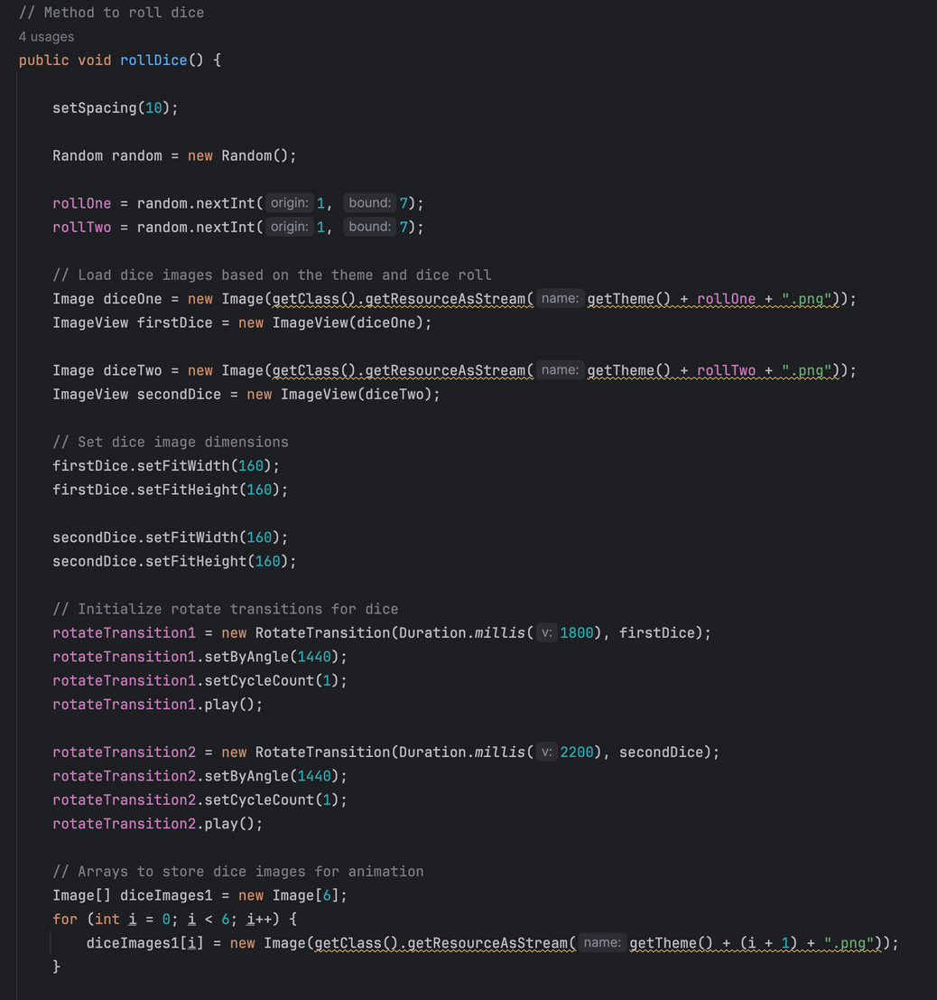 // Method to roll dice
4 usages
public void rollDice() {
setSpacing(10);
Random random = new Random();
rollOne = random.nextInt( origin: 1, bound: 7);
rollTwo = random.nextInt( origin: 1, bound: 7);
// Load dice images based on the theme and dice roll
Image diceOne = new Image(getClass().getResourceAsStream( name: getTheme() + rollOne + ".png"));
ImageView firstDice = new ImageView(diceOne);
Image diceTwo = new Image(getClass().getResourceAsStream( name: getTheme() + rollTwo + ".png"));
ImageView secondDice = new ImageView(diceTwo);
// Set dice image dimensions
firstDice.setFitWidth(160);
firstDice.setFitHeight(160);
secondDice.setFitWidth(160);
secondDice.setFitHeight(160);
// Initialize rotate transitions for dice
rotateTransition1 = new RotateTransition(Duration.millis( v: 1800), firstDice);
rotateTransition1.setByAngle(1440);
rotateTransition1.setCycleCount(1);
rotateTransition1.play();
rotateTransition2 = new RotateTransition(Duration.millis( v: 2200), secondDice);
rotateTransition2.setByAngle(1440);
rotateTransition2.setCycleCount(1);
rotateTransition2.play();
// Arrays to store dice images for animation
Image[] diceImages1 = new Image[6];
for (int i = 0; i < 6; i++) {
diceImages1[i] = new Image(getClass().getResourceAsStream( name: getTheme() + (i + 1) + ".png"));
}